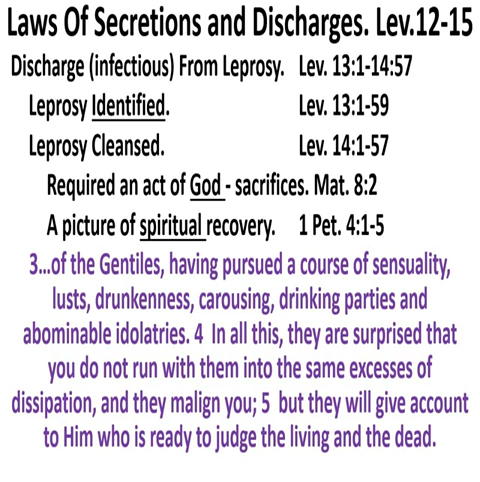 Laws Of Secretions and Discharges. Lev.12-15
Discharge (infectious) From Leprosy. Lev. 13:1-14:57
Leprosy Identified. Lev. 13:1-59
Leprosy Cleansed. Lev. 14:1-57
Required an act of God - sacrifices. Mat. 8:2
A picture of spiritual recovery. 1 Pet. 4:1-5
3...of the Gentiles, having pursued a course of sensuality,
lusts, drunkenness, carousing, drinking parties and
abominable idolatries. 4 In all this, they are surprised that
you do not run with them into the same excesses of
dissipation, and they malign you; 5 but they will give account
to Him who is ready to judge the living and the dead.